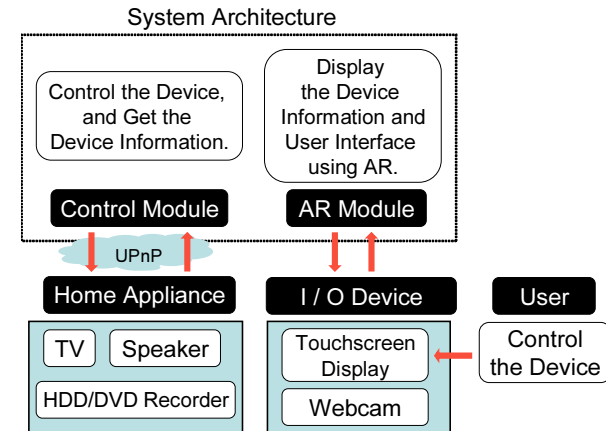 System Architecture
Control the Device,
and Get the
Device Information.
Display
the Device
Information and
User Interface
using AR.
Control Module
AR Module
UPnP
Home Appliance
I / O Device
User
TV
Speaker
HDD/DVD Recorder
Touchscreen
Display
Webcam
Control
the Device